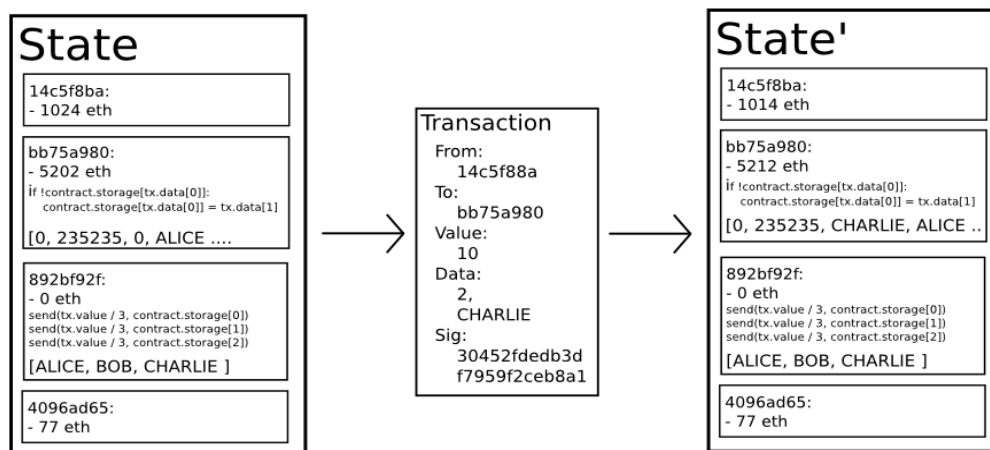 State
14c5f8ba:
- 1024 eth
bb75a980:
- 5202 eth
if !contract.storage[tx.data[0]]:
contract.storage[tx.data[0]] = tx.data[1]
[0, 235235, 0, ALICE ....
892bf92f:
- 0 eth
send(tx.value / 3, contract.storage[0])
send(tx.value / 3, contract.storage[1])
send(tx.value / 3, contract.storage[2])
[ALICE, BOB, CHARLIE ]
4096ad65:
- 77 eth
Transaction
From:
14c5f88a
To:
bb75a980
Value:
10
Data:
2,
CHARLIE
Sig:
30452fdedb3d
f7959f2ceb8a1
State'
14c5f8ba:
- 1014 eth
bb75a980:
- 5212 eth
if !contract.storage[tx.data[0]]:
contract.storage[tx.data[0]] = tx.data[1]
[0, 235235, CHARLIE, ALICE ..
892bf92f:
- 0 eth
send(tx.value / 3, contract.storage[0])
send(tx.value / 3, contract.storage[1])
send(tx.value / 3, contract.storage[2])
[ALICE, BOB, CHARLIE ]
4096ad65:
- 77 eth